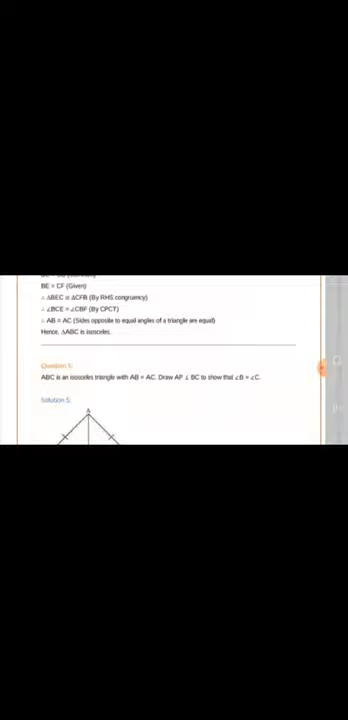 BE = CF (Given)
∴ ΔBEC ≅ ΔCFB (By RHS congruency)
∴ ∠BCE = ∠CBF (By CPCT)
∴ AB = AC (Sides opposite to equal angles of a triangle are equal)
Hence, ΔABC is isosceles.
Question 5:
ABC is an isosceles triangle with AB = AC. Draw AP ⊥ BC to show that ∠B = ∠C.
Solution 5:
A